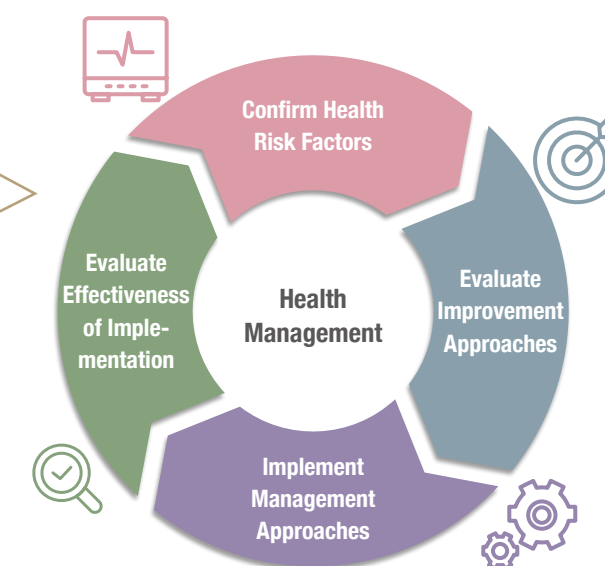 Confirm Health
Risk Factors
Evaluate
Improvement
Approaches
Implement
Management
Approaches
Evaluate
Effectiveness
of Imple-
mentation
Health
Management